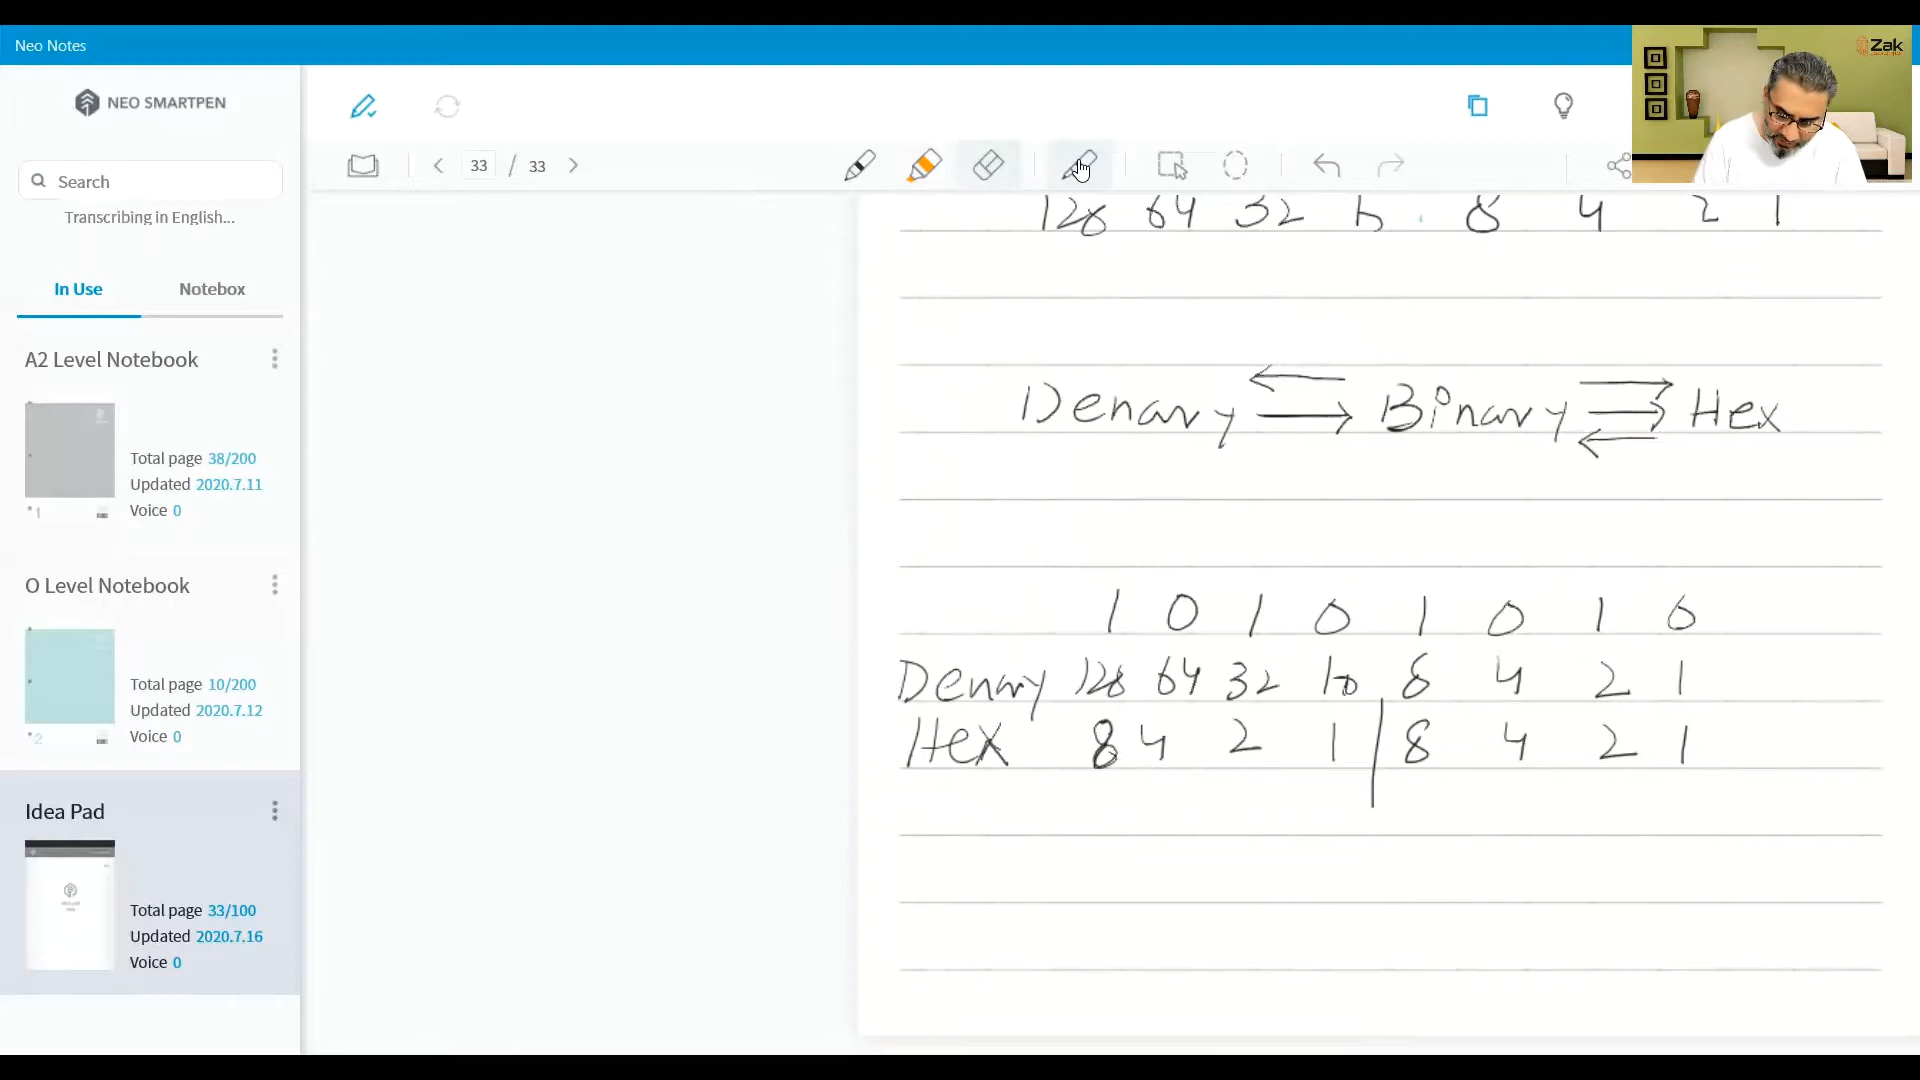 Neo Notes
Zak
NEO SMARTPEN
Search
Transcribing in English...
In Use
Notebox
A2 Level Notebook
Total page 38/200
Updated 2020.7.11
Voice 0
1
O Level Notebook
Total page 10/200
Updated 2020.7.12
Voice 0
2
Idea Pad
Total page 33/100
Updated 2020.7.16
Voice 0
33 / 33
128 64 32 8 4 2 1
Denary Binary Hex
1 0 1 0 1 0 1 0
Denary 128 64 32 16 8 4 2 1
Hex 8 4 2 1 8 4 2 1